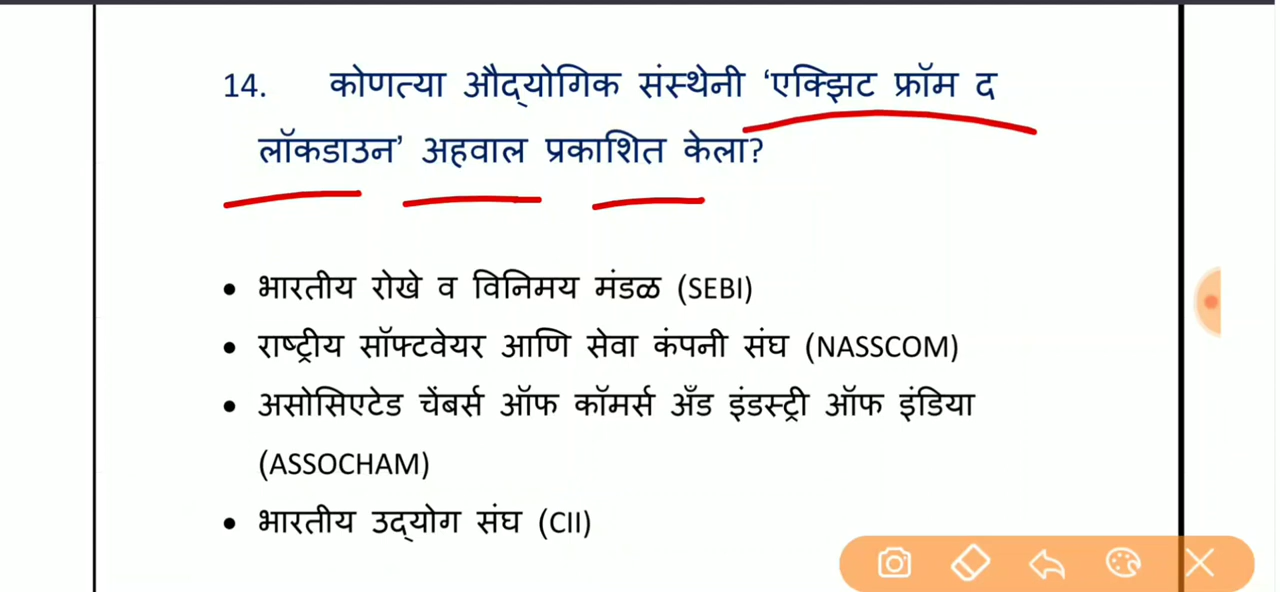 14. कोणत्या औद्‌योगिक संस्थेनी ‘एक्झिट फ्रॉम द
लॉकडाउन’ अहवाल प्रकाशित केला?
• भारतीय रोखे व विनिमय मंडळ (SEBI)
• राष्ट्रीय सॉफ्टवेयर आणि सेवा कंपनी संघ (NASSCOM)
• असोसिएटेड चेंबर्स ऑफ कॉमर्स अँड इंडस्ट्री ऑफ इंडिया
(ASSOCHAM)
• भारतीय उद्‌योग संघ (CII)